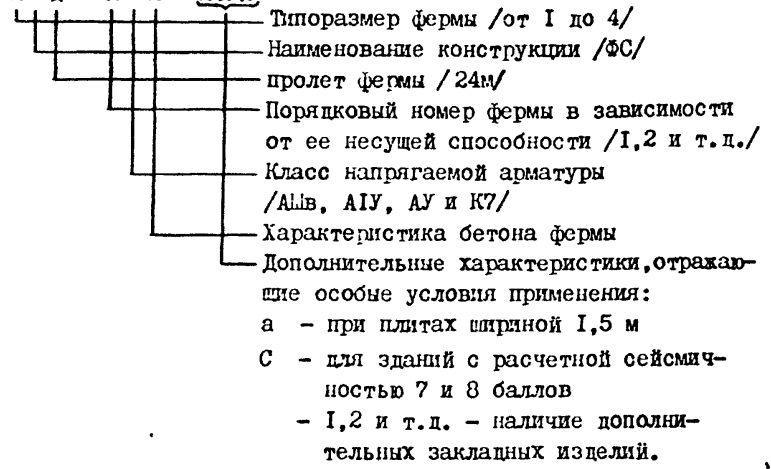 Типоразмер фермы /от I до 4/
Наименование конструкции /ФС/
пролет фермы /24м/
Порядковый номер фермы в зависимости
от ее несущей способности /I,2 и т.д./
Класс напрягаемой арматуры
/АШв, АIУ, АУ и К7/
Характеристика бетона фермы
Дополнительные характеристики,отражаю-
щие особые условия применения:
а – при плитах шириной I,5 м
С – для зданий с расчетной сейсмич-
ностью 7 и 8 баллов
– I,2 и т.д. – наличие дополни-
тельных закладных изделий.